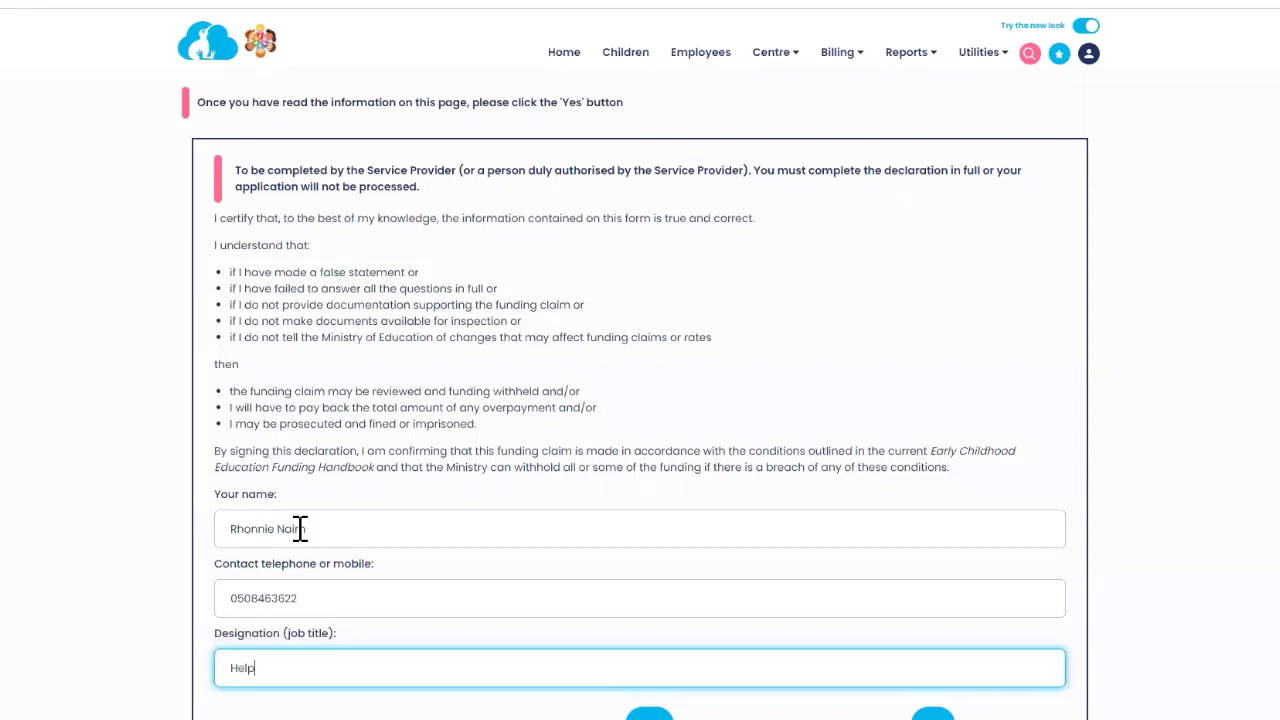 Try the new look
Home Children Employees Centre Billing Reports Utilities
Once you have read the information on this page, please click the 'Yes' button
To be completed by the Service Provider (or a person duly authorised by the Service Provider). You must complete the declaration in full or your
application will not be processed.
I certify that, to the best of my knowledge, the information contained on this form is true and correct.
I understand that:
• if I have made a false statement or
• if I have failed to answer all the questions in full or
• if I do not provide documentation supporting the funding claim or
• if I do not make documents available for inspection or
• if I do not tell the Ministry of Education of changes that may affect funding claims or rates
then
• the funding claim may be reviewed and funding withheld and/or
• I will have to pay back the total amount of any overpayment and/or
• I may be prosecuted and fined or imprisoned.
By signing this declaration, I am confirming that this funding claim is made in accordance with the conditions outlined in the current Early Childhood
Education Funding Handbook and that the Ministry can withhold all or some of the funding if there is a breach of any of these conditions.
Your name:
Rhonnie
Contact telephone or mobile:
0508463622
Designation (job title):
Help